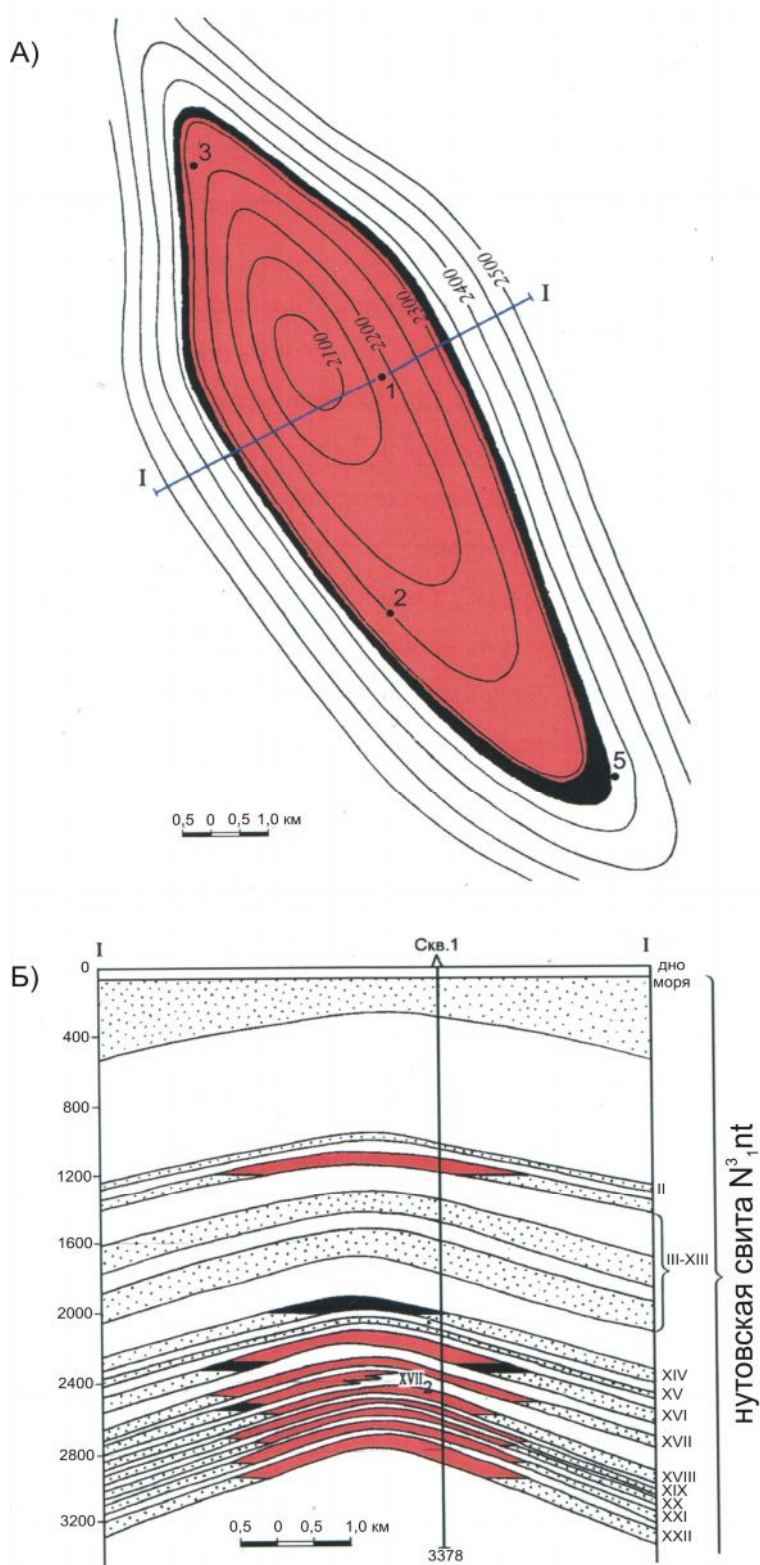 А)
3
2500
2400
I
2300
2200
2100
1
I
2
5
0,5 0 0,5 1,0 км
I
Скв.1
I
0
дно
Б)
моря
400
800
1200
II
1600
III-XIII
2000
XIV
2400
XVII2
XV
XVI
XVII
2800
XVIII
XIX
XX
XXI
3200
XXII
0,5 0 0,5 1,0 км
3378
нутовская свита N³₁nt